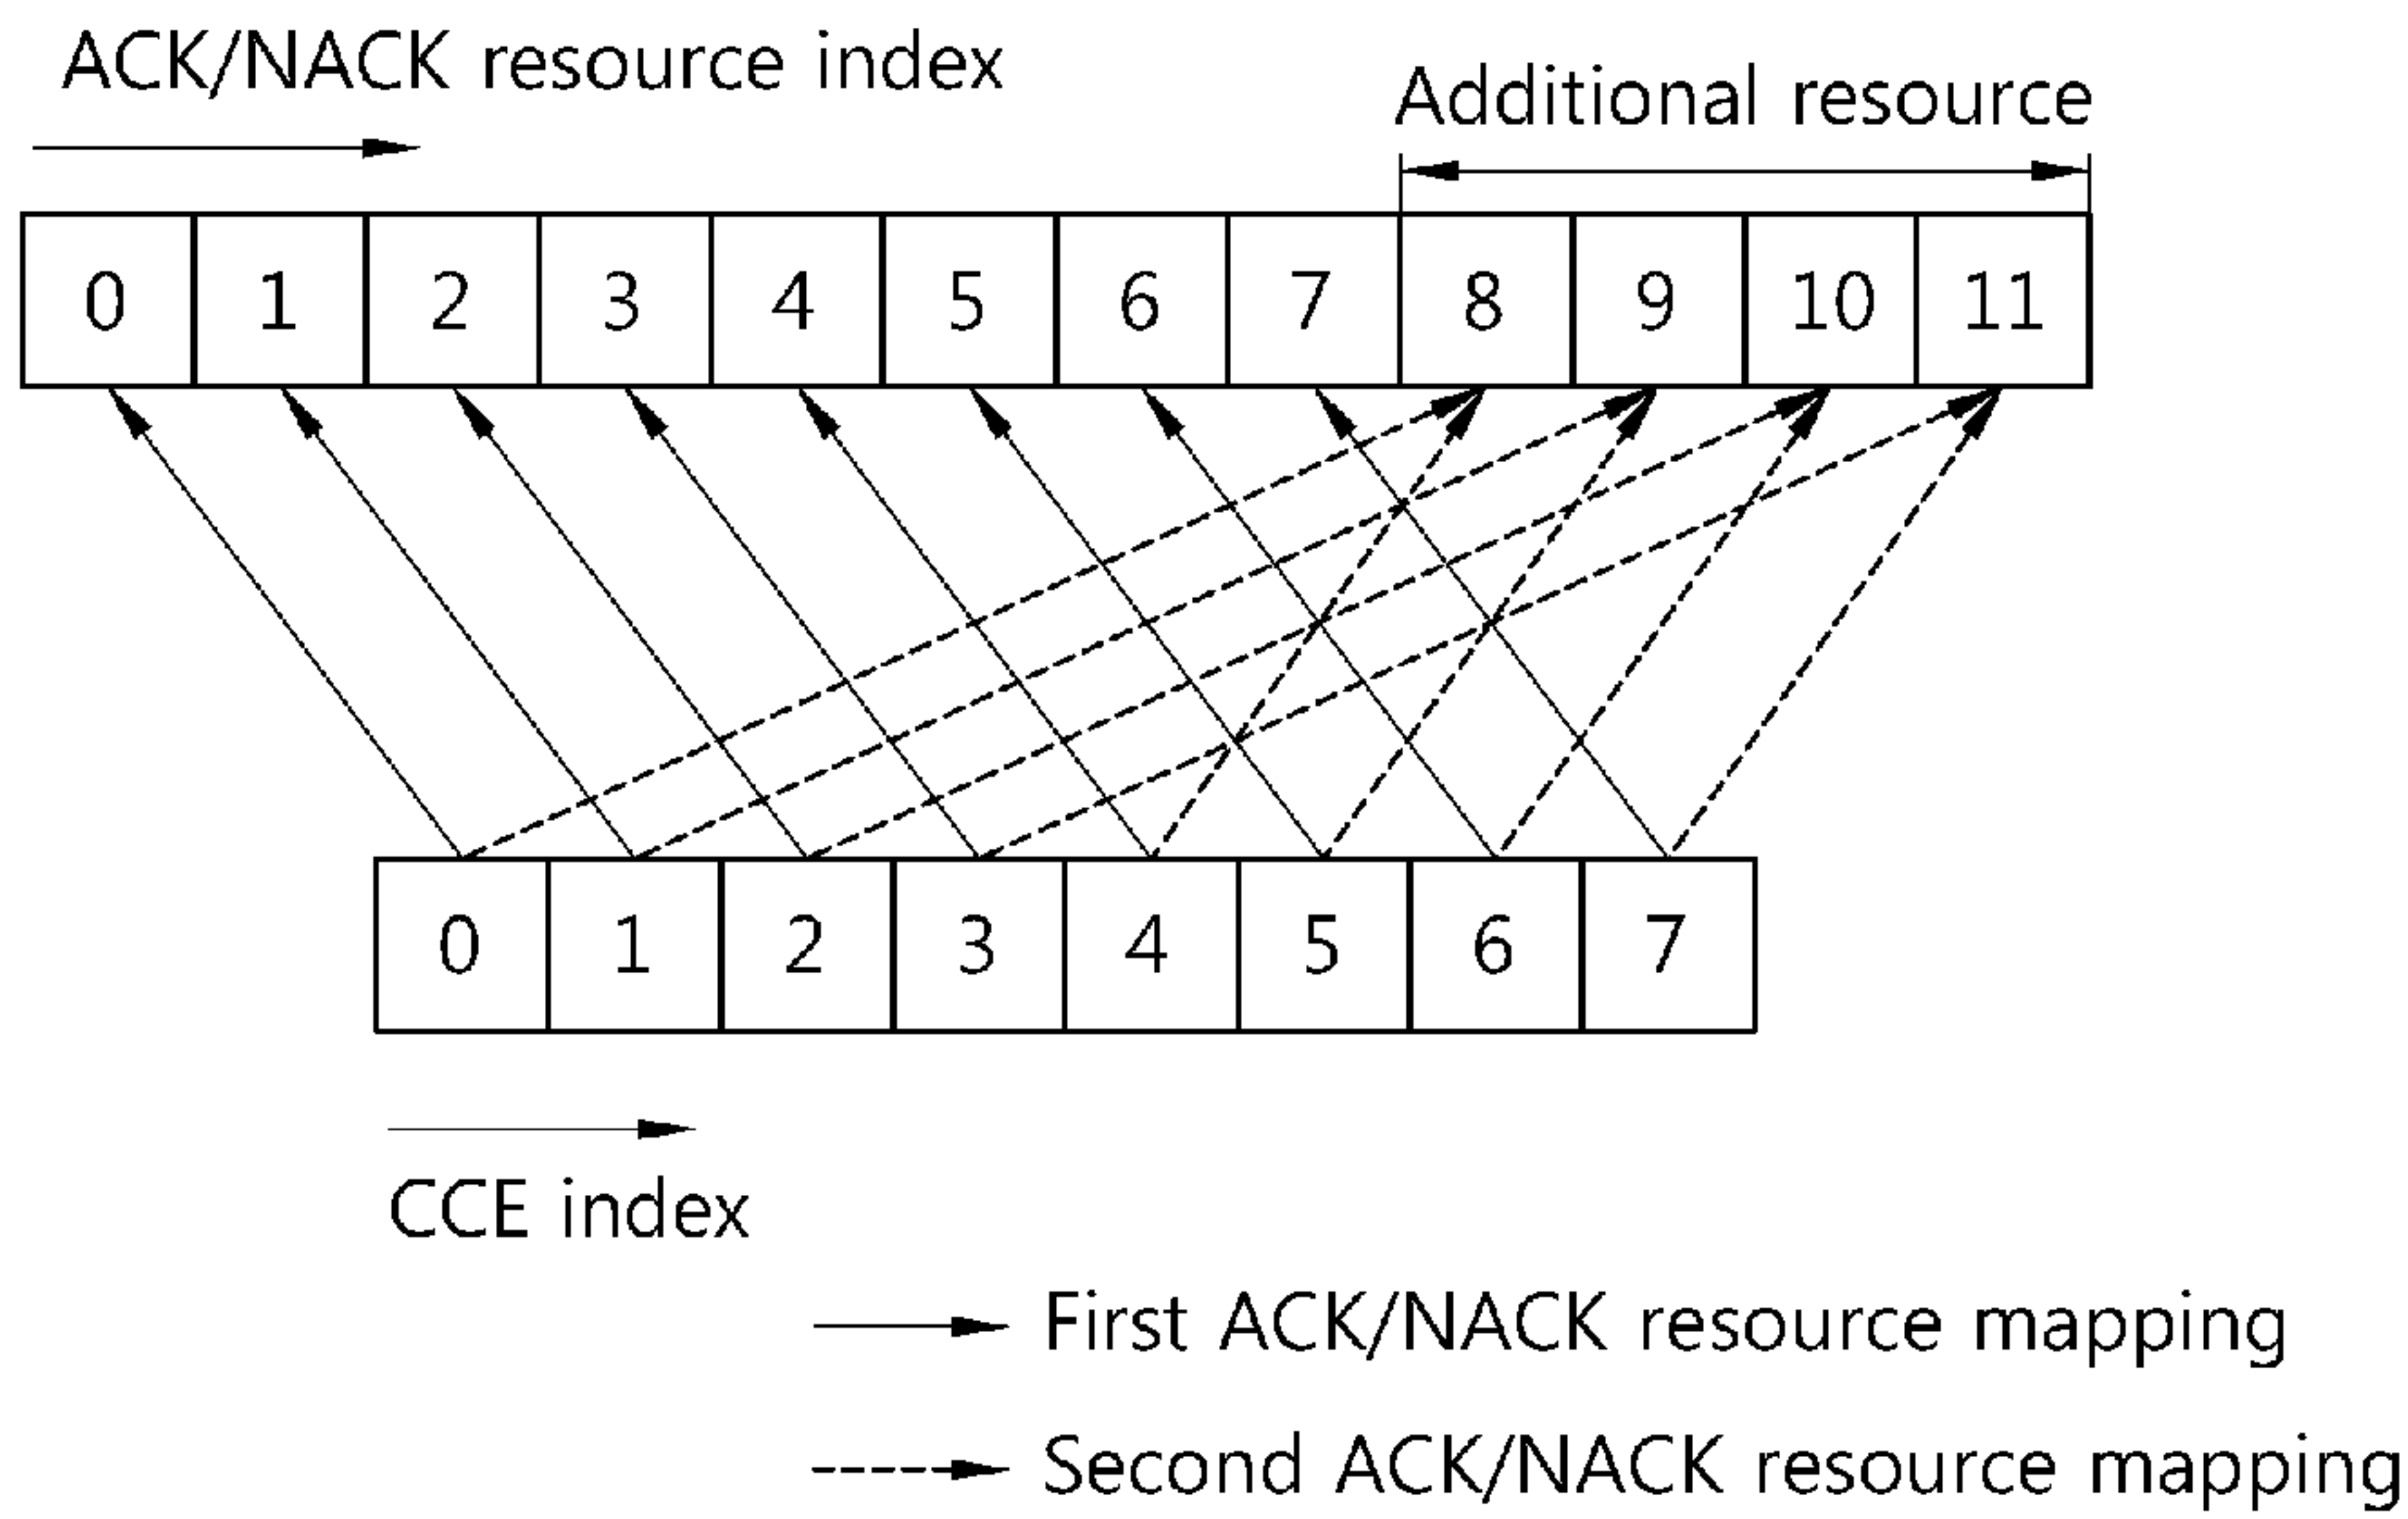 ACK/NACK resource index
Additional resource
0 1 2 3 4 5 6 7 8 9 10 11
0 1 2 3 4 5 6 7
CCE index
First ACK/NACK resource mapping
Second ACK/NACK resource mapping